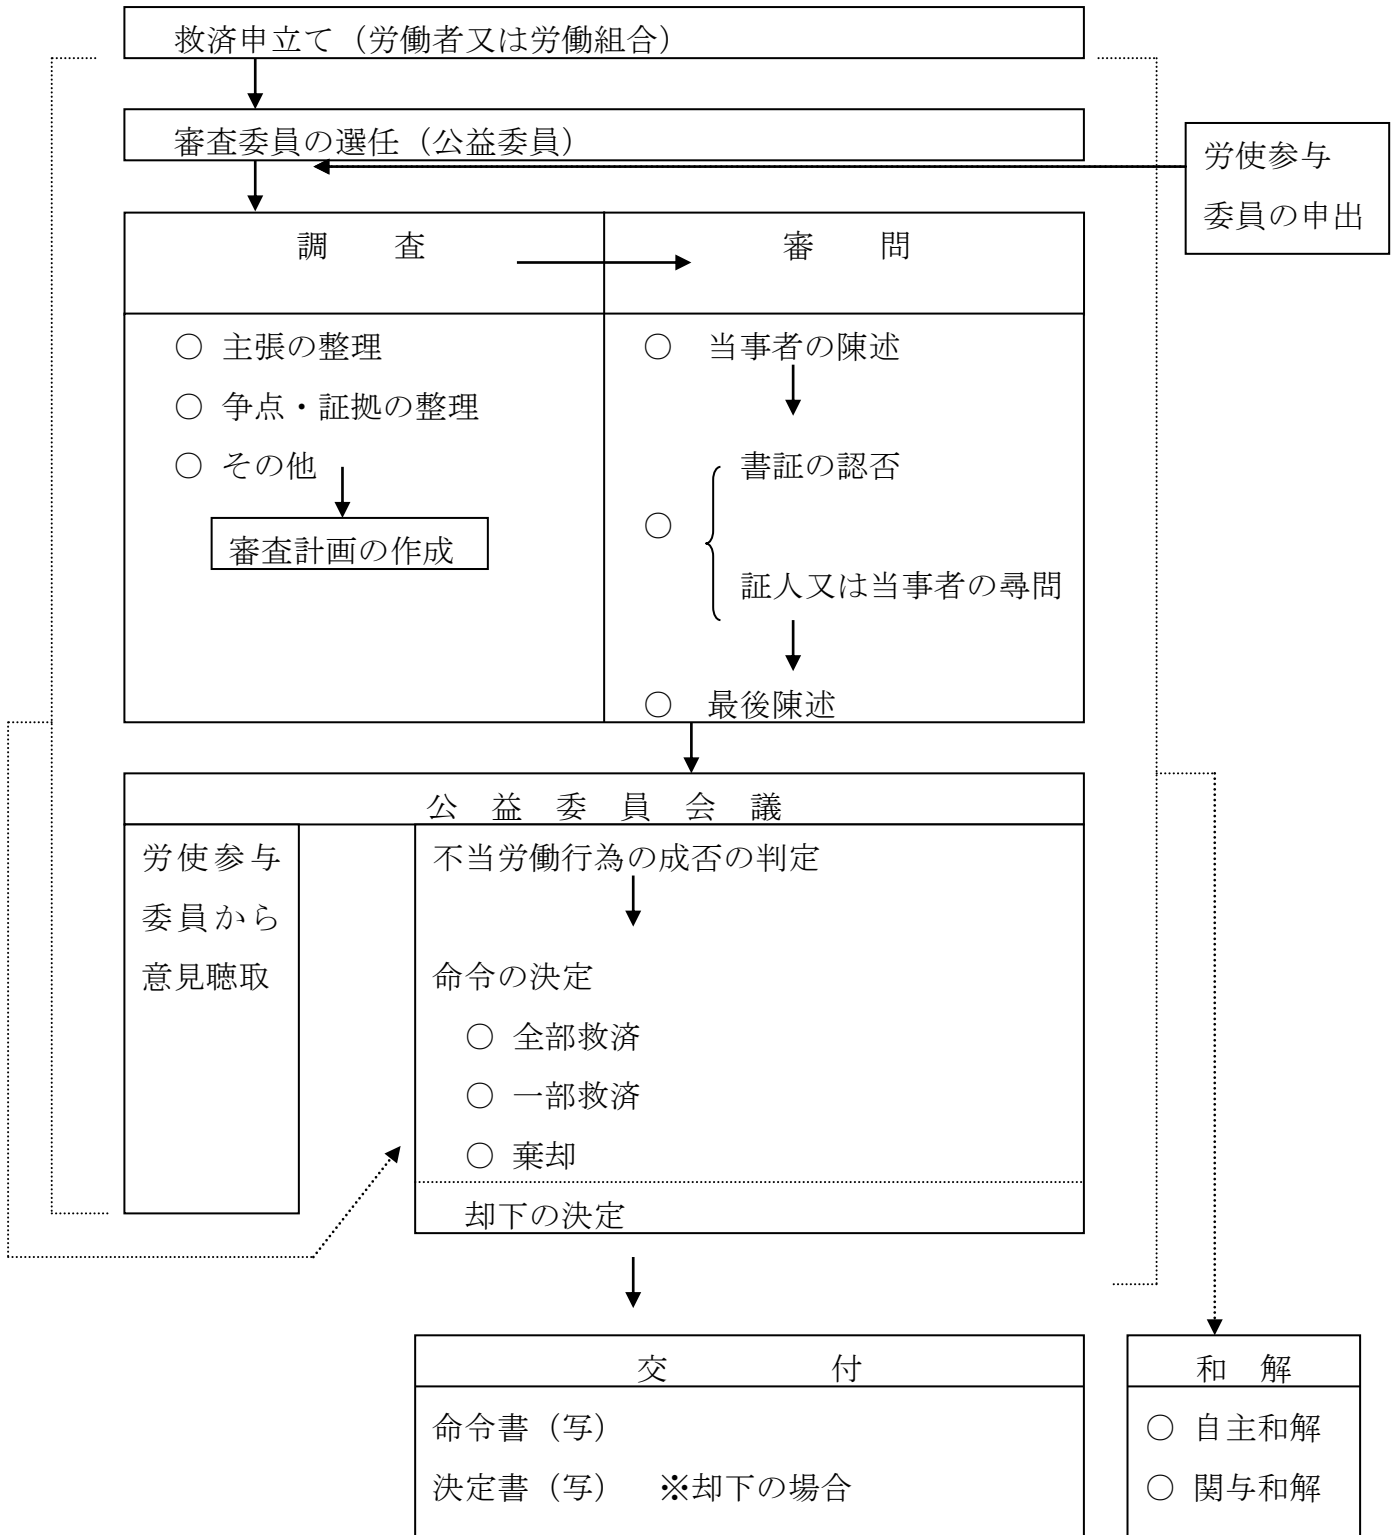 救済申立て（労働者又は労働組合）
審査委員の選任（公益委員）
労使参与
委員の申出
調　査
審　問
○ 主張の整理
○ 争点・証拠の整理
○ その他
審査計画の作成
○ 当事者の陳述
書証の認否
○
証人又は当事者の尋問
○ 最後陳述
公益委員会議
労使参与
委員から
意見聴取
不当労働行為の成否の判定
命令の決定
○ 全部救済
○ 一部救済
○ 棄却
却下の決定
交　付
命令書（写）
決定書（写）　※却下の場合
和　解
○ 自主和解
○ 関与和解